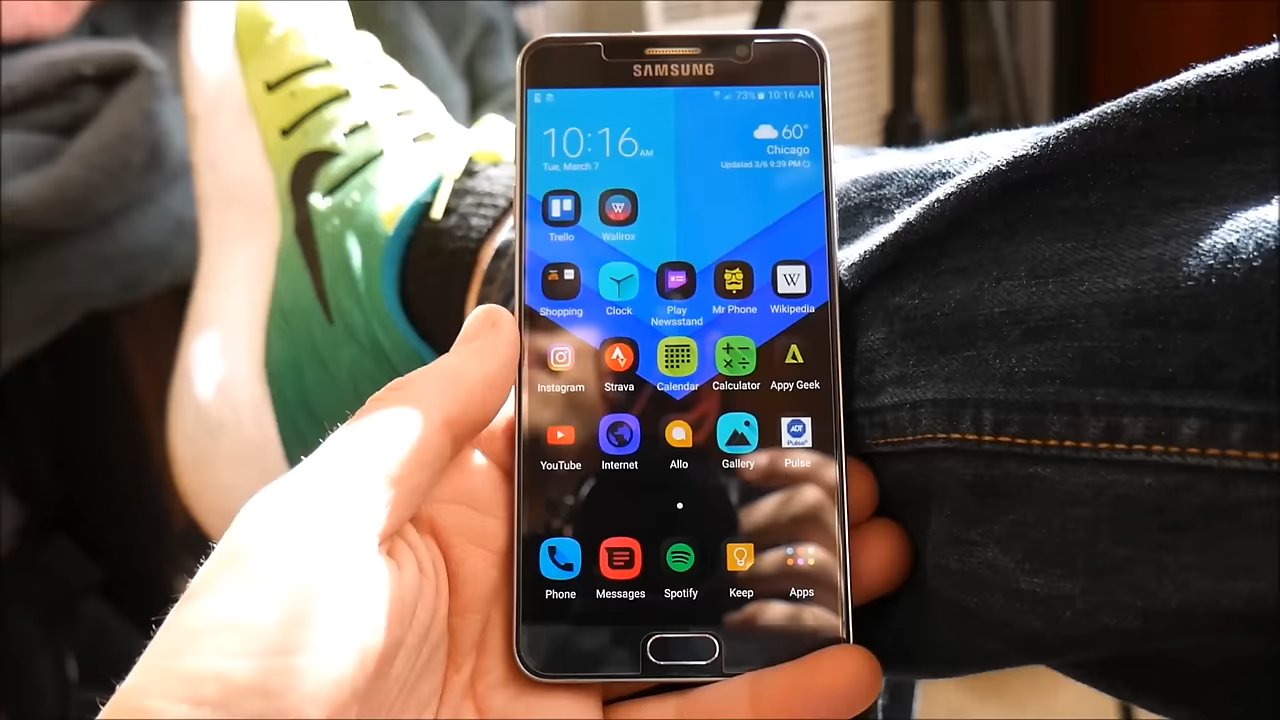 SAMSUNG
73% 10:16 AM
10:16 AM
Tue, March 7
60°
Chicago
Updated 3/6 9:39 PM
Trello
Wallrox
Shopping
Clock
Play Newsstand
Mr Phone
W
Wikipedia
Instagram
Strava
Calendar
Calculator
Appy Geek
YouTube
Internet
Allo
Gallery
ADT
Pulse
Pulse
Phone
Messages
Spotify
Keep
Apps